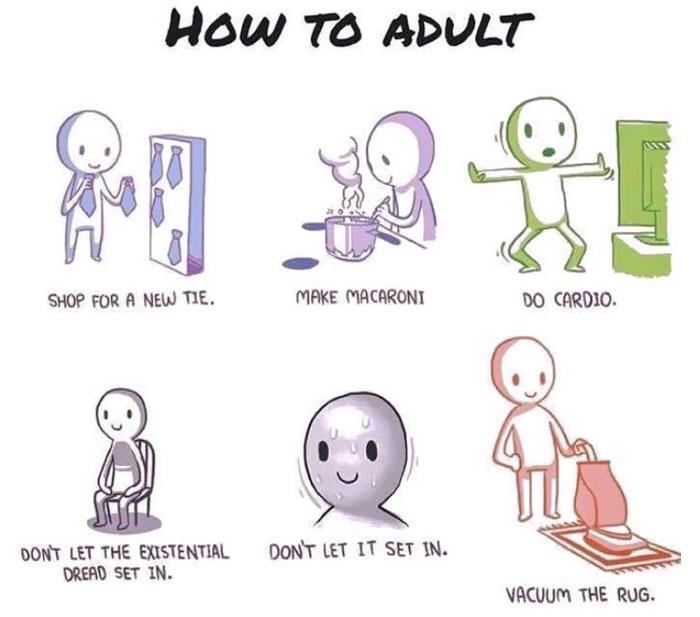 HOW TO ADULT
SHOP FOR A NEW TIE.
MAKE MACARONI
DO CARDIO.
DON'T LET THE EXISTENTIAL
DREAD SET IN.
DON'T LET IT SET IN.
VACUUM THE RUG.